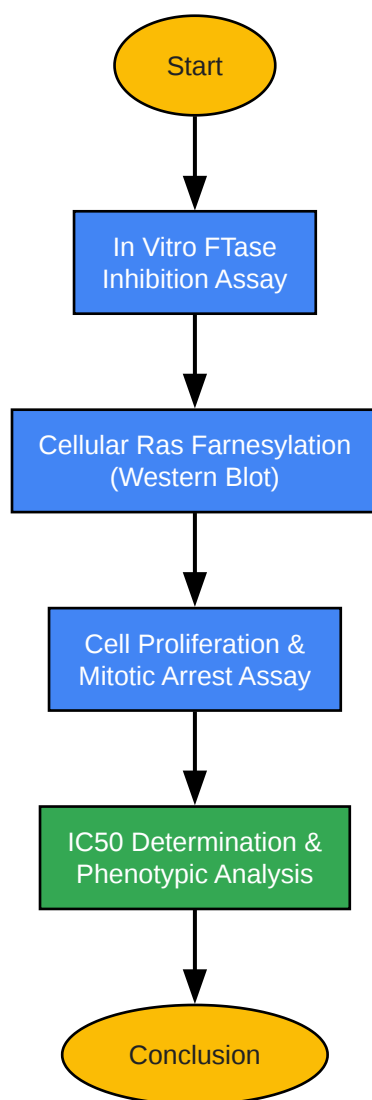 Start
In Vitro FTase
Inhibition Assay
Cellular Ras Farnesylation
(Western Blot)
Cell Proliferation &
Mitotic Arrest Assay
IC50 Determination &
Phenotypic Analysis
Conclusion